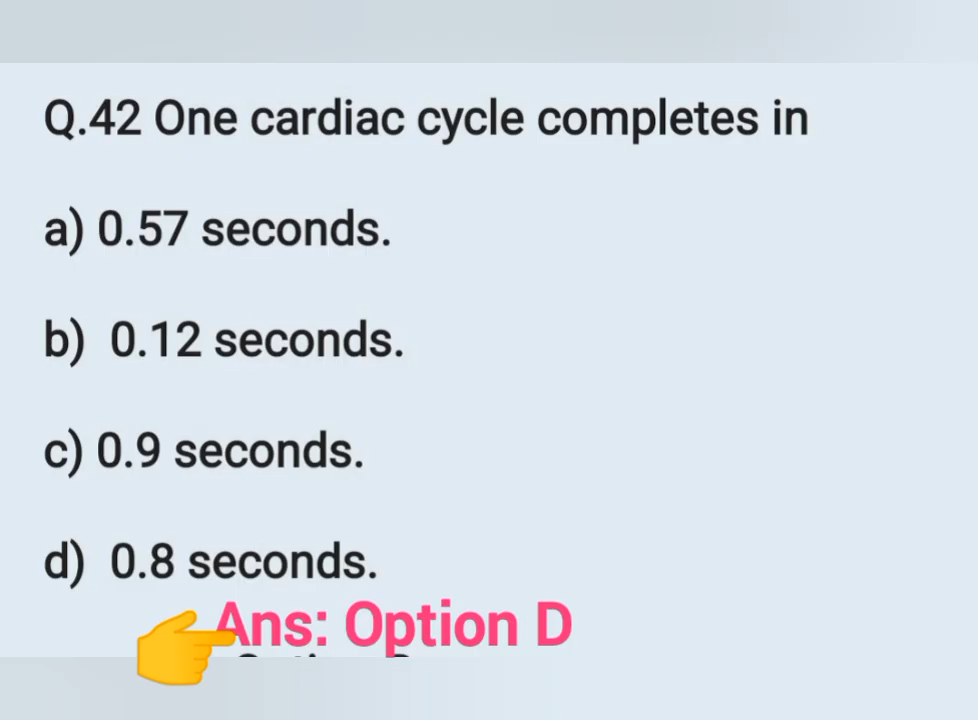 Q.42 One cardiac cycle completes in
a) 0.57 seconds.
b) 0.12 seconds.
c) 0.9 seconds.
d) 0.8 seconds.
Ans: Option D